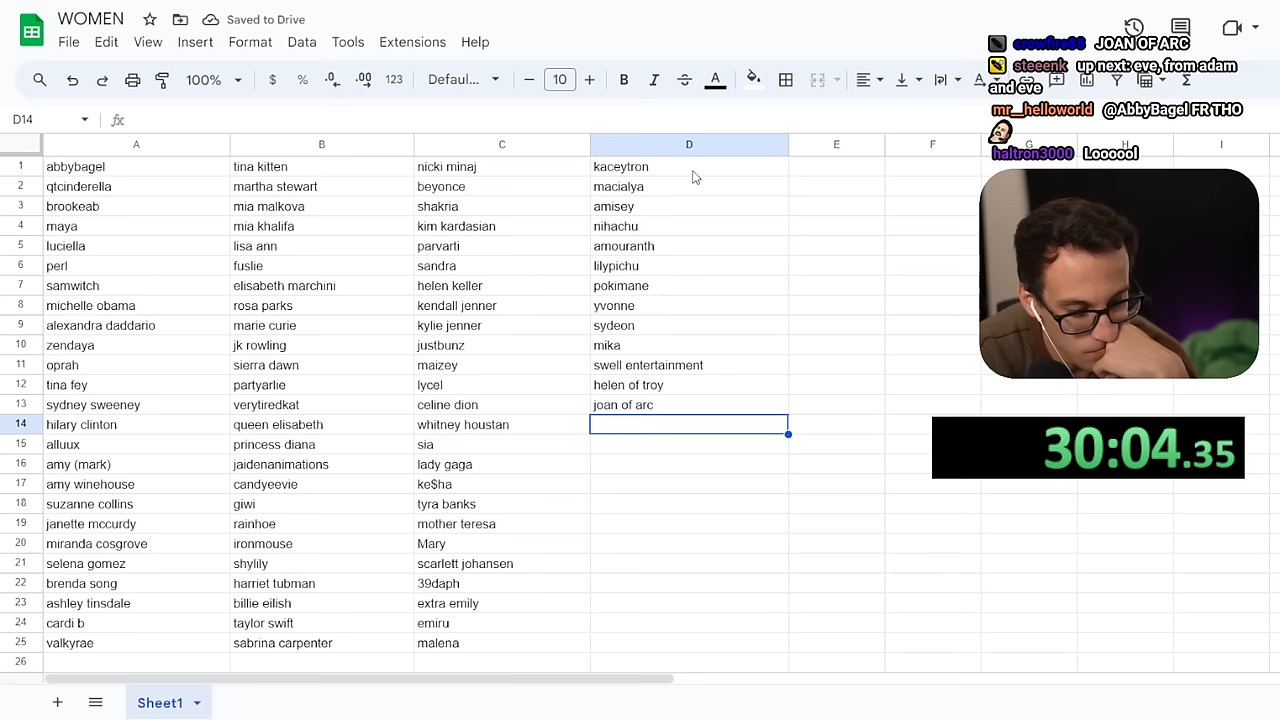 WOMEN
Saved to Drive
File Edit View Insert Format Data Tools Extensions Help
100% $ % .0 .00 123 Defaul... 10 B I A
D14 fx
crowfire88 JOAN OF ARC
steeenk up next: eve, from adam
and eve
mr__helloworld @AbbyBagel FR THO
haltron3000 Loooool
A B C D E F G H I
1 abbybagel tina kitten nicki minaj kaceytron
2 qtcinderella martha stewart beyonce macialya
3 brookeab mia malkova shakria amisey
4 maya mia khalifa kim kardasian nihachu
5 luciella lisa ann parvarti amouranth
6 perl fuslie sandra lilypichu
7 samwitch elisabeth marchini helen keller pokimane
8 michelle obama rosa parks kendall jenner yvonne
9 alexandra daddario marie curie kylie jenner sydeon
10 zendaya jk rowling justbunz mika
11 oprah sierra dawn maizey swell entertainment
12 tina fey partyarlie lycel helen of troy
13 sydney sweeney verytiredkat celine dion joan of arc
14 hilary clinton queen elisabeth whitney houstan
15 alluux princess diana sia
16 amy (mark) jaidenanimations lady gaga
17 amy winehouse candyeevie ke$ha
18 suzanne collins giwi tyra banks
19 janette mccurdy rainhoe mother teresa
20 miranda cosgrove ironmouse Mary
21 selena gomez shylily scarlett johansen
22 brenda song harriet tubman 39daph
23 ashley tinsdale billie eilish extra emily
24 cardi b taylor swift emiru
25 valkyrae sabrina carpenter malena
26
30:04.35
Sheet1